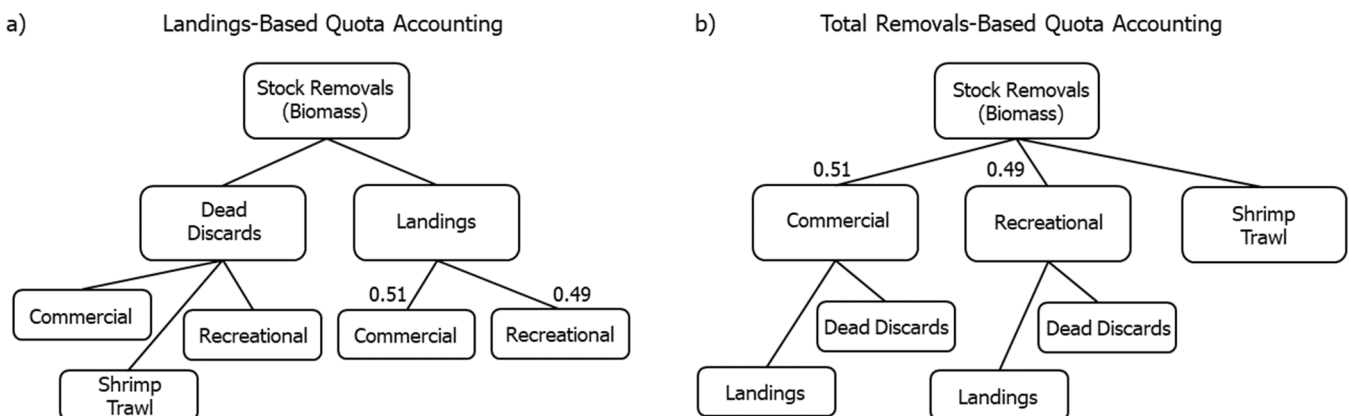 a)
Landings-Based Quota Accounting
Stock Removals
(Biomass)
Dead
Discards
Landings
0.51
0.49
Commercial
Recreational
Commercial
Recreational
Shrimp
Trawl
b)
Total Removals-Based Quota Accounting
Stock Removals
(Biomass)
0.51
0.49
Commercial
Recreational
Shrimp
Trawl
Dead Discards
Dead Discards
Landings
Landings